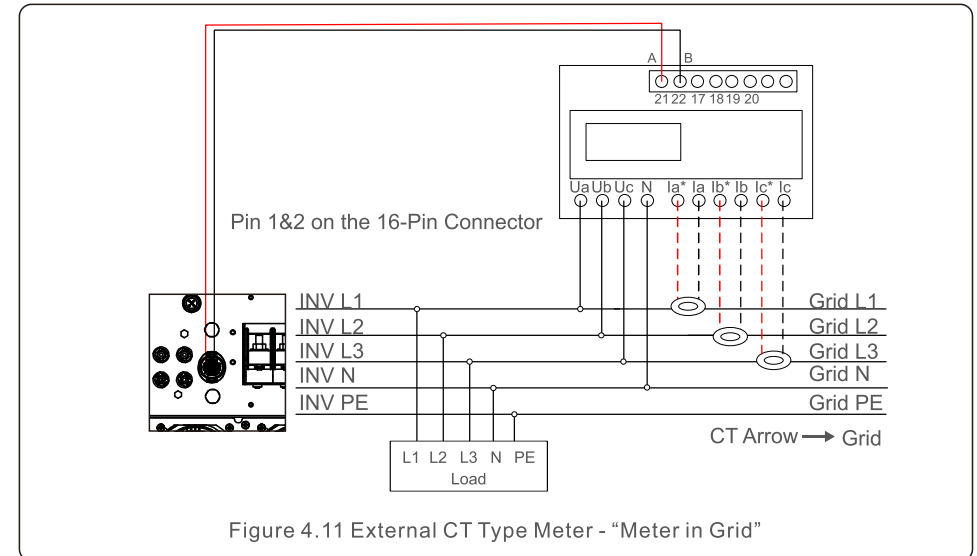 A B
21 22 17 18 19 20
Ua Ub Uc N Ia* Ia Ib* Ib Ic* Ic
Pin 1&2 on the 16-Pin Connector
INV L1 Grid L1
INV L2 Grid L2
INV L3 Grid L3
INV N Grid N
INV PE Grid PE
CT Arrow → Grid
L1 L2 L3 N PE
Load
Figure 4.11 External CT Type Meter - “Meter in Grid”